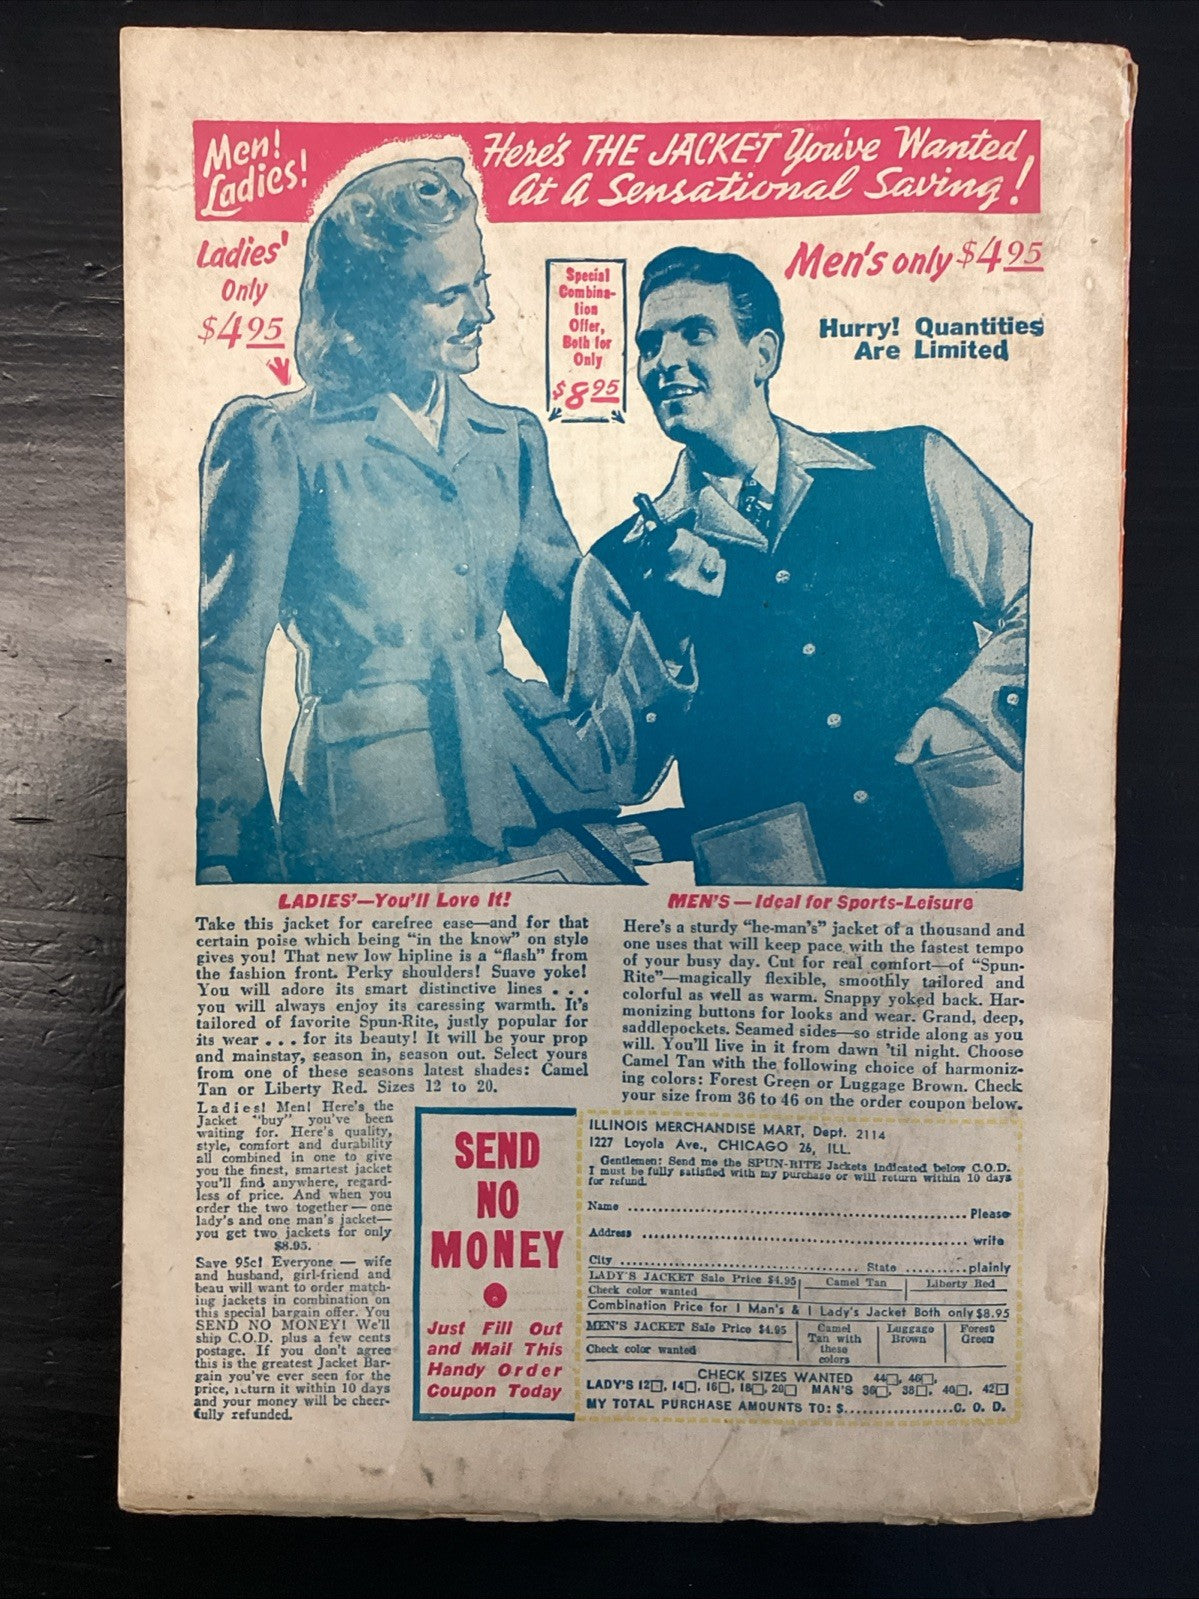 Men!
Ladies!
Here's THE JACKET You've Wanted
At A Sensational Saving!
Ladies'
Only
$4.95
Special
Combina-
tion
Offer,
Both for
Only
$8.95
Men's only $4.95
Hurry! Quantities
Are Limited
LADIES'—You'll Love It!
Take this jacket for carefree ease—and for that
certain poise which being "in the know" on style
gives you! That new low hipline is a "flash" from
the fashion front. Perky shoulders! Suave yoke!
You will adore its smart distinctive lines . . .
you will always enjoy its caressing warmth. It's
tailored of favorite Spun-Rite, justly popular for
its wear . . . for its beauty! It will be your prop
and mainstay, season in, season out. Select yours
from one of these seasons latest shades: Camel
Tan or Liberty Red. Sizes 12 to 20.
MEN'S—Ideal for Sports-Leisure
Here's a sturdy "he-man's" jacket of a thousand and
one uses that will keep pace with the fastest tempo
of your busy day. Cut for real comfort—of "Spun-
Rite"—magically flexible, smoothly tailored and
colorful as well as warm. Snappy yoked back. Har-
monizing buttons for looks and wear. Grand, deep,
saddlepockets. Seamed sides—so stride along as you
will. You'll live in it from dawn 'til night. Choose
Camel Tan with the following choice of harmoniz-
ing colors: Forest Green or Luggage Brown. Check
your size from 36 to 46 on the order coupon below.
Ladies! Men! Here's the
Jacket "buy" you've been
waiting for. Here's quality,
style, comfort and durability
all combined in one to give
you the finest, smartest jacket
you'll find anywhere, regard-
less of price. And when you
order the two together—one
lady's and one man's jacket—
you get two jackets for only
$8.95.
Save 95c! Everyone — wife
and husband, girl-friend and
beau will want to order match-
ing jackets in combination on
this special bargain offer. You
SEND NO MONEY! We'll
ship C.O.D. plus a few cents
postage. If you don't agree
this is the greatest Jacket Bar-
gain you've ever seen for the
price, return it within 10 days
and your money will be cheer-
fully refunded.
SEND
NO
MONEY
Just Fill Out
and Mail This
Handy Order
Coupon Today
ILLINOIS MERCHANDISE MART, Dept. 2114
1227 Loyola Ave., CHICAGO 26, ILL.
Gentlemen: Send me the SPUN-RITE Jackets indicated below C.O.D.
I must be fully satisfied with my purchase or will return within 10 days
for refund.
Name ........................................ Please
Address ........................................ write
City .............................. State .......... plainly
LADY'S JACKET Sale Price $4.95 Camel Tan Liberty Red
Check color wanted
Combination Price for 1 Man's & 1 Lady's Jacket Both only $8.95
MEN'S JACKET Sale Price $4.95 Camel Tan with these colors Luggage Brown Forest Green
Check color wanted
CHECK SIZES WANTED 44□, 46□,
LADY'S 12□, 14□, 16□, 18□, 20□ MAN'S 36□, 38□, 40□, 42□
MY TOTAL PURCHASE AMOUNTS TO: $....................C. O. D.